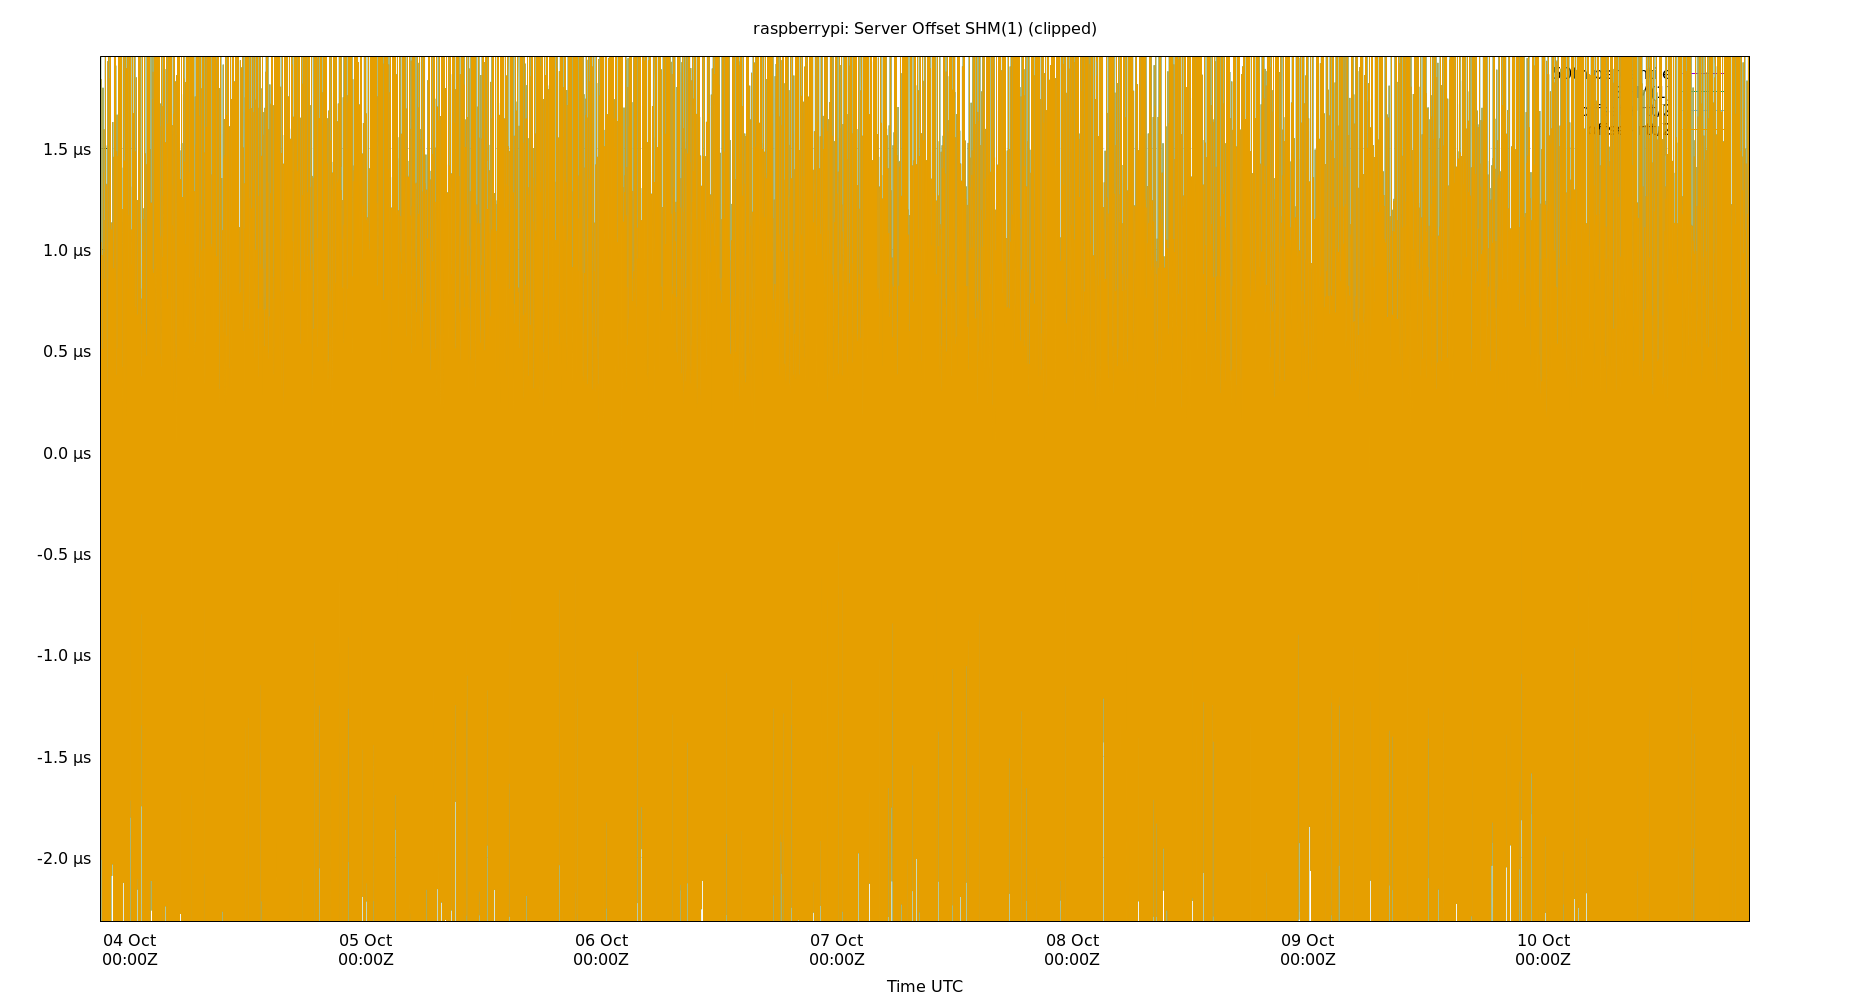 raspberrypi: Server Offset SHM(1) (clipped)
1.5 µs
1.0 µs
0.5 µs
0.0 µs
-0.5 µs
-1.0 µs
-1.5 µs
-2.0 µs
04 Oct 05 Oct 06 Oct 07 Oct 08 Oct 09 Oct 10 Oct
00:00Z 00:00Z 00:00Z 00:00Z 00:00Z 00:00Z 00:00Z
Time UTC